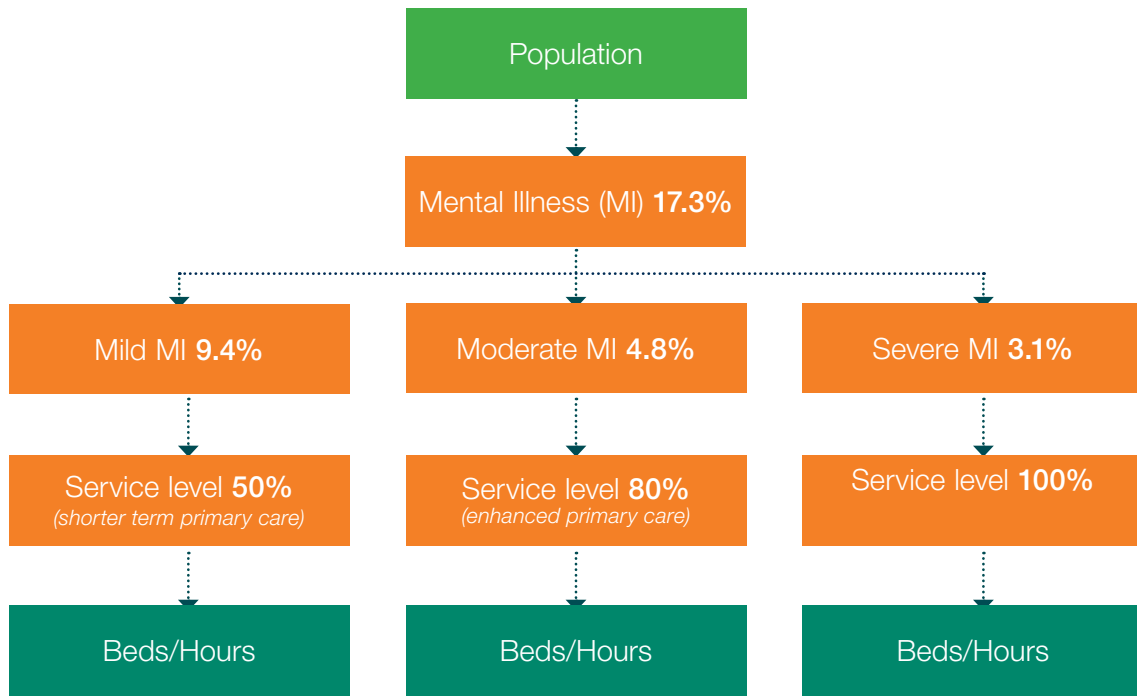 Population
Mental Illness (MI) 17.3%
Mild MI 9.4%
Moderate MI 4.8%
Severe MI 3.1%
Service level 50%
(shorter term primary care)
Service level 80%
(enhanced primary care)
Service level 100%
Beds/Hours
Beds/Hours
Beds/Hours